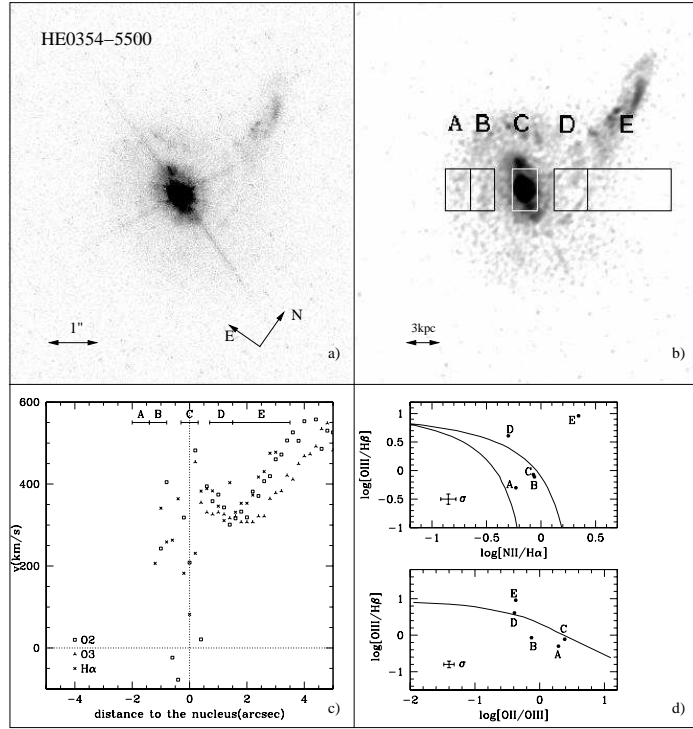 HE0354−5500
1"
E
N
a)
A B C D E
3kpc
b)
600
400
200
0
v(km/s)
A B C D E
O2
O3
Hα
−4 −2 0 2 4
distance to the nucleus(arcsec)
c)
1
0.5
0
−0.5
−1
log[OIII/Hβ]
D
E
C
A
B
σ
−1 −0.5 0 0.5
log[NII/Hα]
1
0
−1
log[OIII/Hβ]
E
D
B
C
A
σ
−2 −1 0 1
log[OII/OIII]
d)